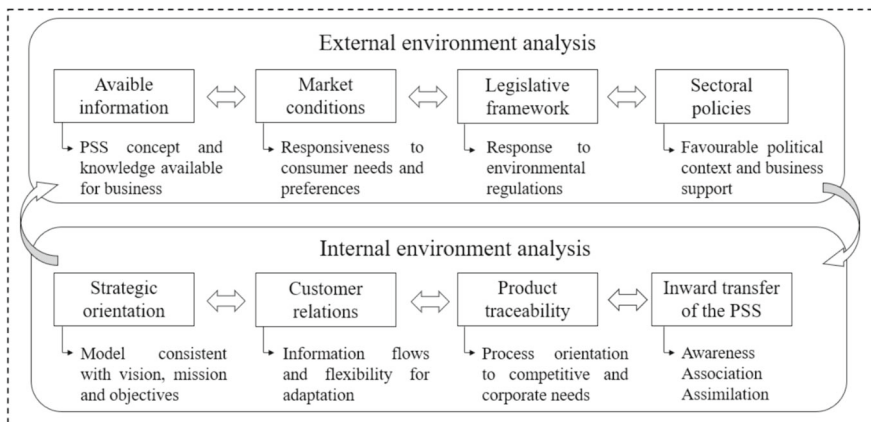 External environment analysis
Avaible
information
Market
conditions
Legislative
framework
Sectoral
policies
PSS concept and
knowledge available
for business
Responsiveness to
consumer needs and
preferences
Response to
environmental
regulations
Favourable political
context and business
support
Internal environment analysis
Strategic
orientation
Customer
relations
Product
traceability
Inward transfer
of the PSS
Model consistent
with vision, mission
and objectives
Information flows
and flexibility for
adaptation
Process orientation
to competitive and
corporate needs
Awareness
Association
Assimilation